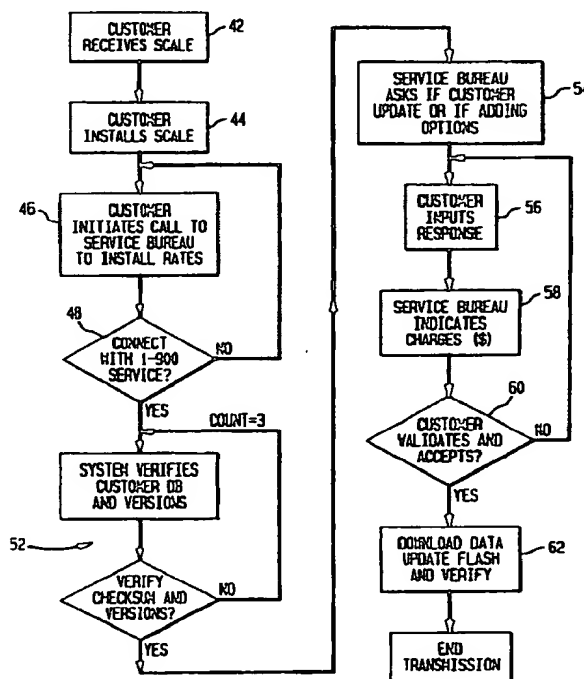 CUSTOMER
RECEIVES SCALE
42
CUSTOMER
INSTALLS SCALE
44
46
CUSTOMER
INITIATES CALL TO
SERVICE BUREAU
TO INSTALL RATES
48
CONNECT
WITH 1-900
SERVICE?
NO
YES
COUNT=3
SYSTEM VERIFIES
CUSTOMER DB
AND VERSIONS
52
VERIFY
CHECKSUM AND
VERSIONS?
NO
YES
SERVICE BUREAU
ASKS IF CUSTOMER
UPDATE OR IF ADDING
OPTIONS
54
CUSTOMER
INPUTS
RESPONSE
56
SERVICE BUREAU
INDICATES
CHARGES ($)
58
60
CUSTOMER
VALIDATES AND
ACCEPTS?
NO
YES
DOWNLOAD DATA
UPDATE FLASH
AND VERIFY
62
END
TRANSMISSION